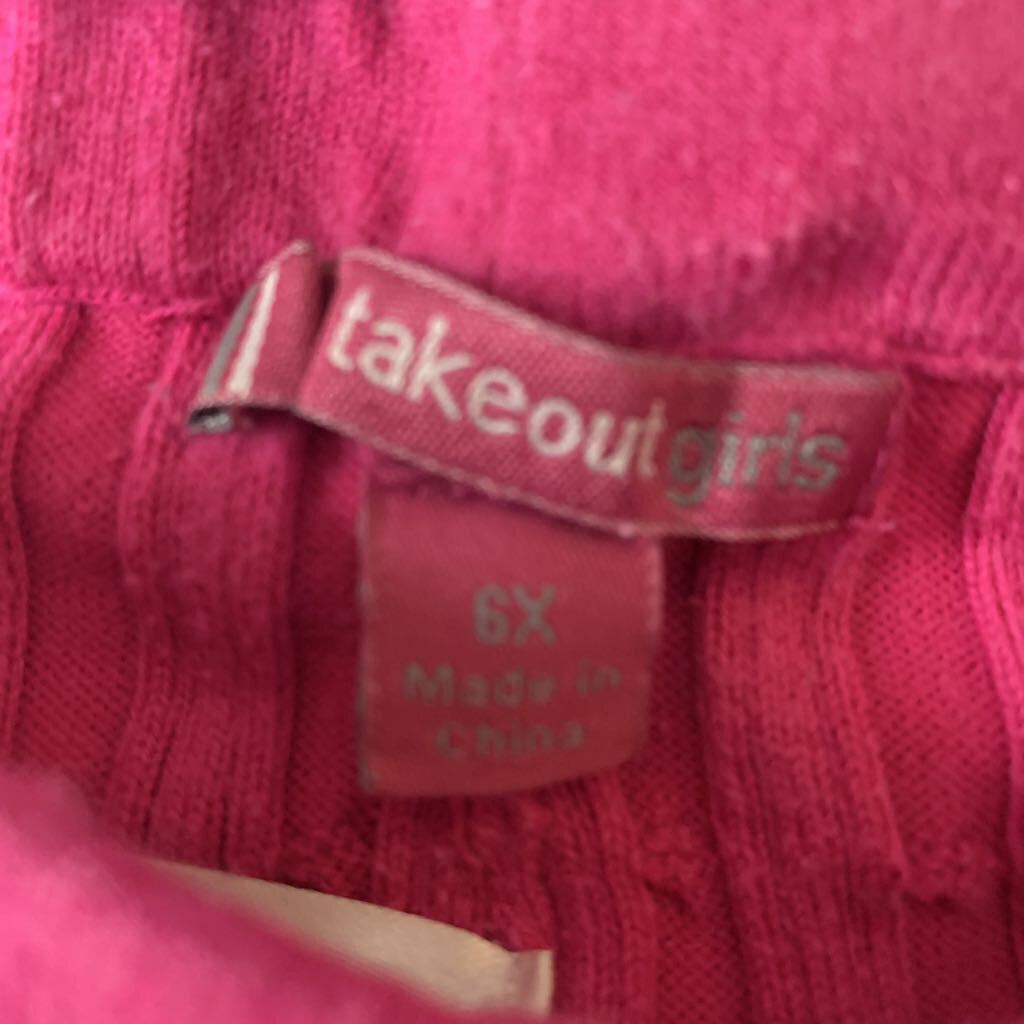 takeoutgirls
6X
Made in
China